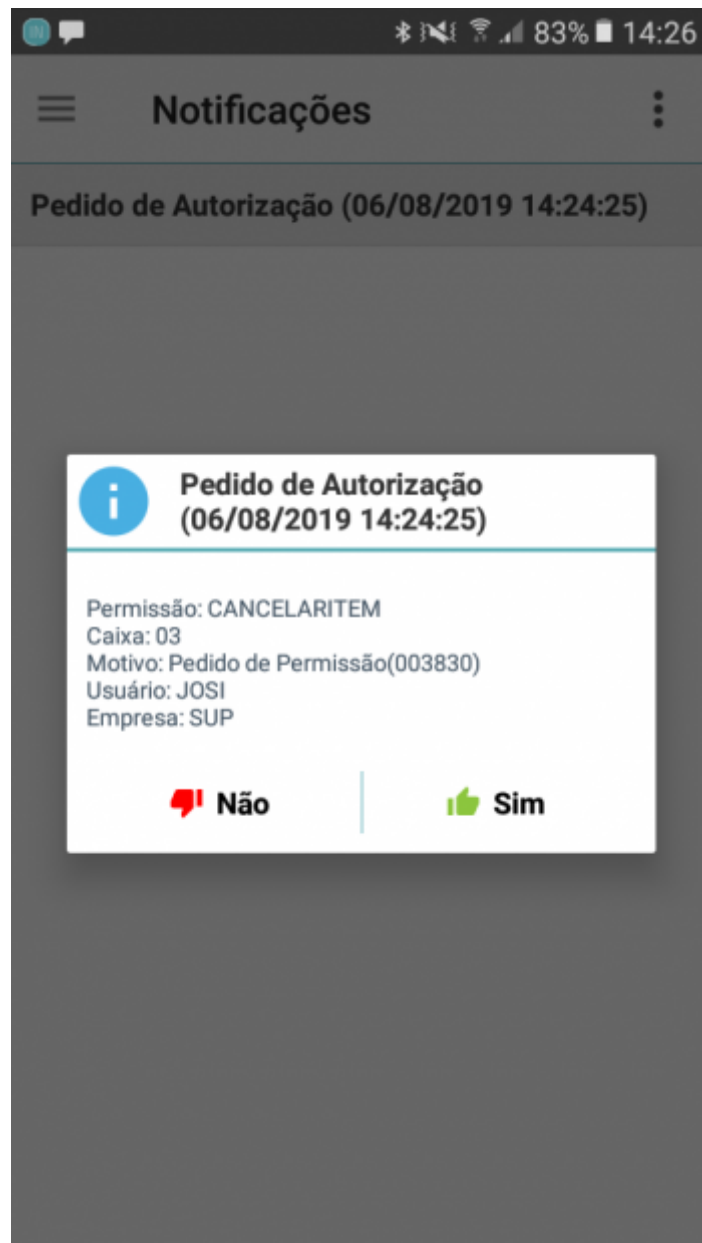 IN
83% 14:26
Notificações
Pedido de Autorização (06/08/2019 14:24:25)
Pedido de Autorização
(06/08/2019 14:24:25)
Permissão: CANCELARITEM
Caixa: 03
Motivo: Pedido de Permissão(003830)
Usuário: JOSI
Empresa: SUP
Não
Sim